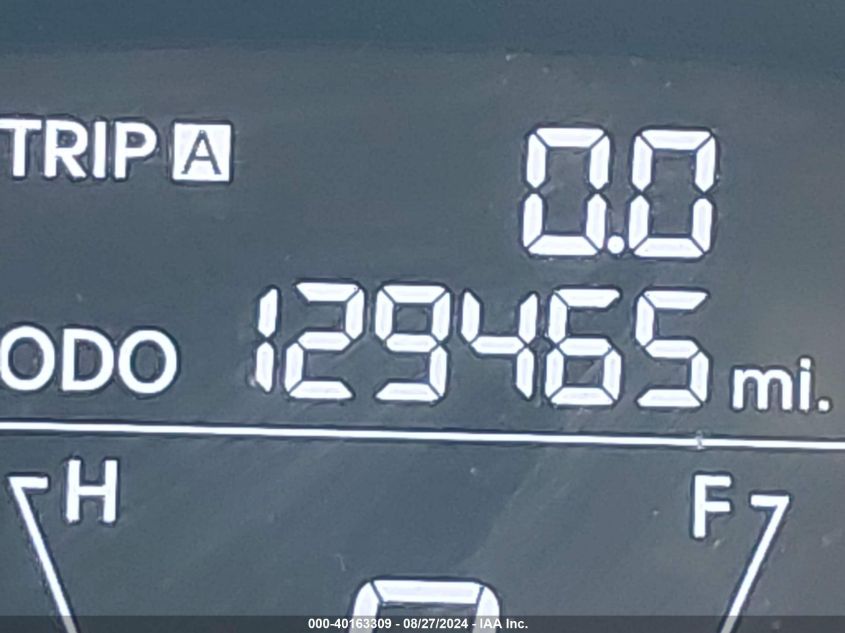 TRIP A 0.0
ODO 129465 mi.
H F
000-40163309 - 08/27/2024 - IAA Inc.